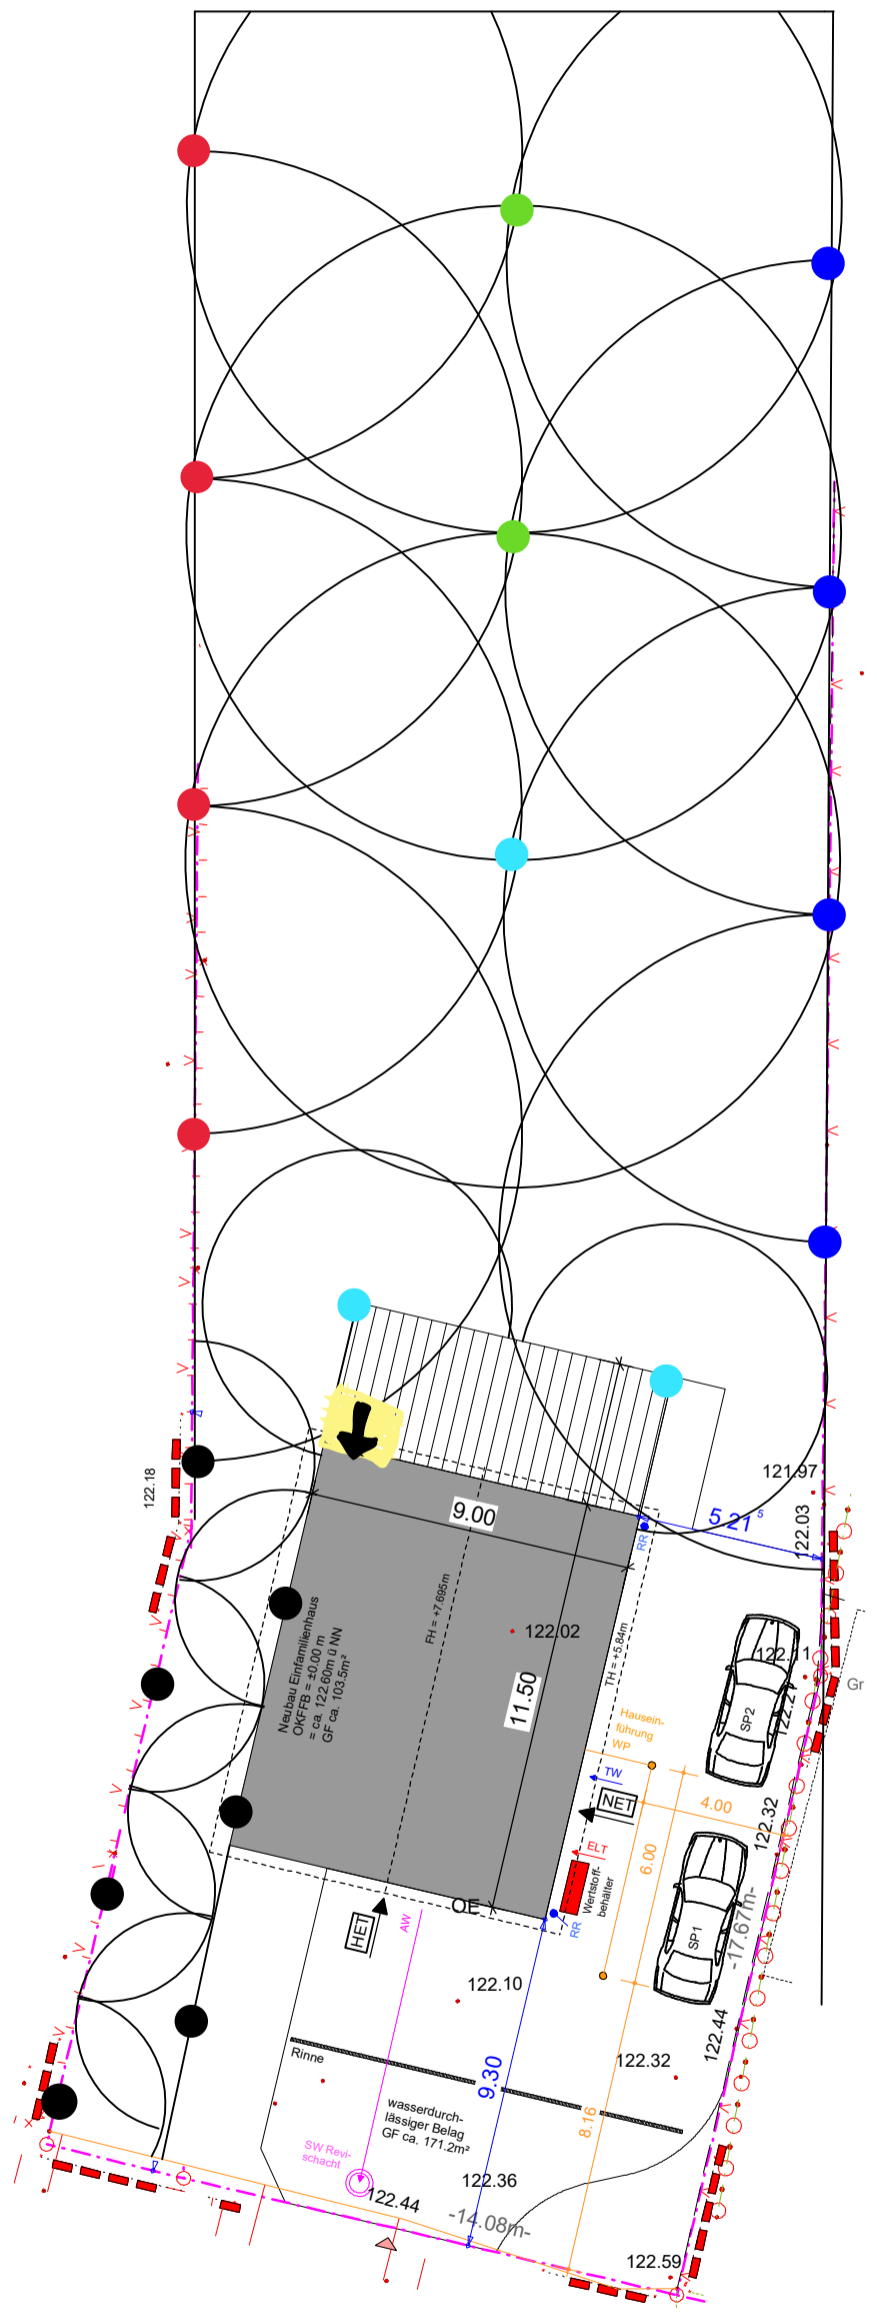 122.18
121.97
122.03
5.21⁵
RR
9.00
FH = +7.695m
Neubau Einfamilienhaus
OKFFB = ±0.00 m
= ca. 122.60m ü NN
GF ca. 103.5m²
122.02
TH = +5.84m
11.50
122.11
122.21
SP2
Gr
Hausein-
führung
WP
TW
NET
4.00
122.32
ELT
6.00
Wertstoff-
behälter
OE
RR
HET
AW
SP1
-17.67m-
122.10
122.44
Rinne
122.32
9.30
8.16
wasserdurch-
lässiger Belag
GF ca. 171.2m²
SW Revi-
schacht
122.36
122.44
-14.08m-
122.59